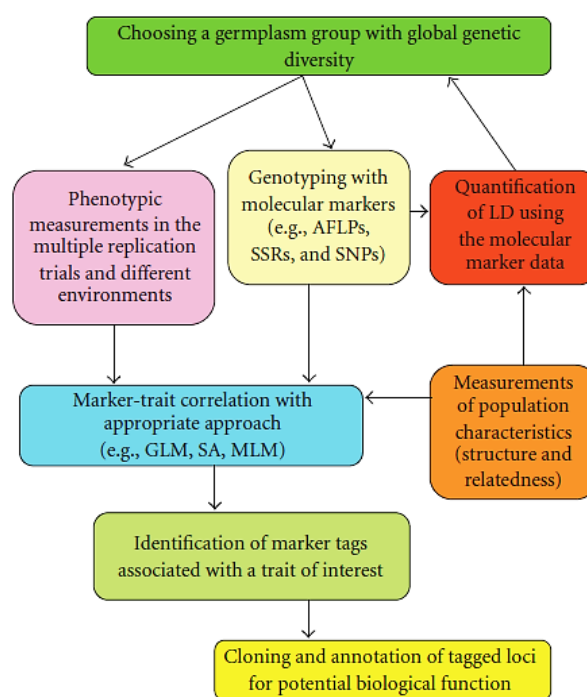 Choosing a germplasm group with global genetic
diversity
Phenotypic
measurements in the
multiple replication
trials and different
environments
Genotyping with
molecular markers
(e.g., AFLPs,
SSRs, and SNPs)
Quantification
of LD using
the molecular
marker data
Marker-trait correlation with
appropriate approach
(e.g., GLM, SA, MLM)
Measurements
of population
characteristics
(structure and
relatedness)
Identification of marker tags
associated with a trait of interest
Cloning and annotation of tagged loci
for potential biological function